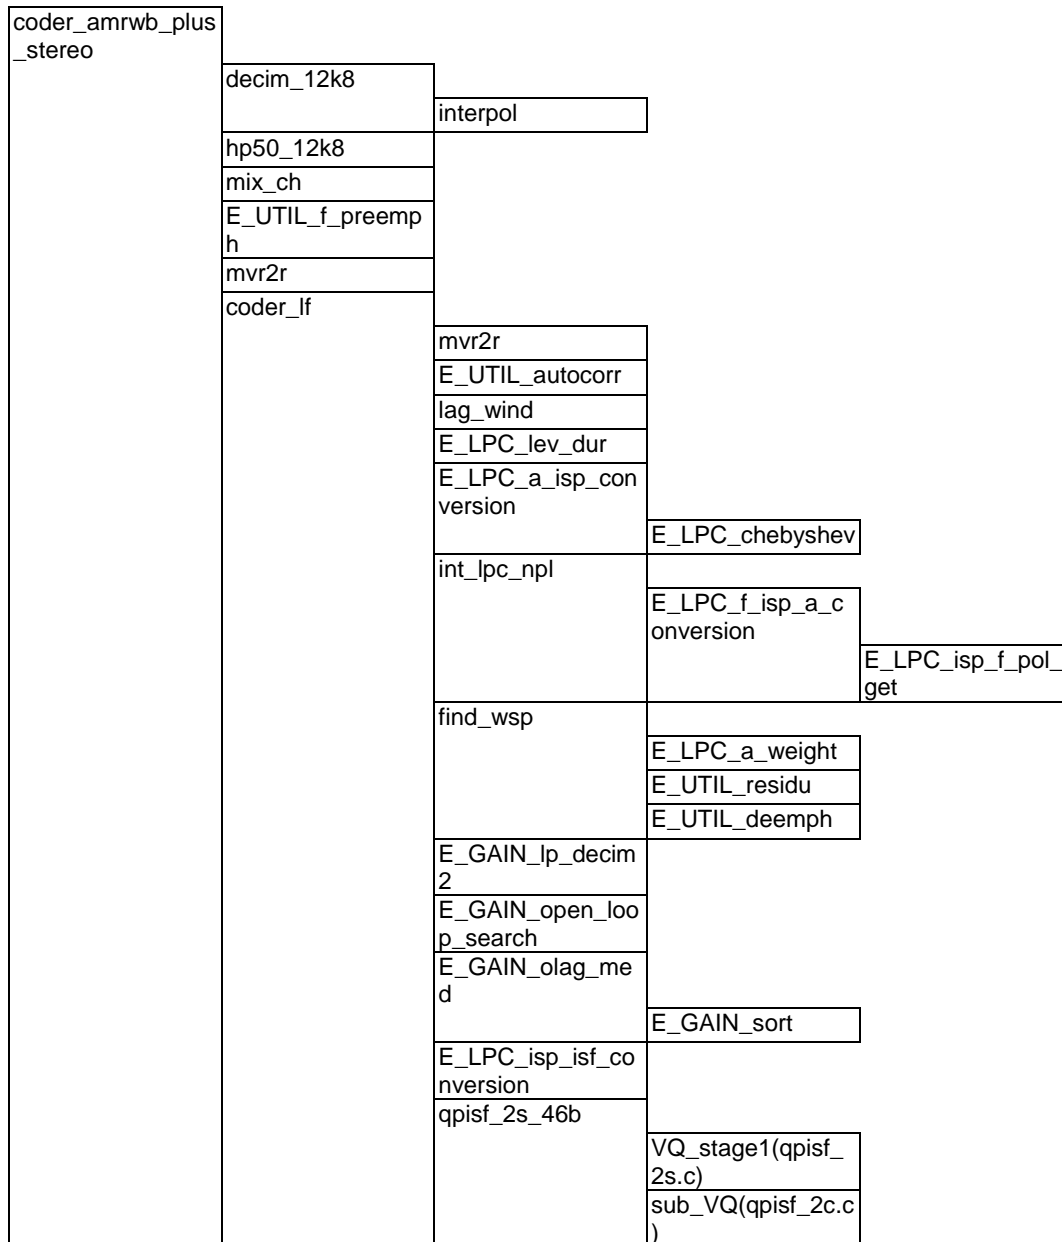 coder_amrwb_plus
_stereo
decim_12k8
interpol
hp50_12k8
mix_ch
E_UTIL_f_preemp
h
mvr2r
coder_lf
mvr2r
E_UTIL_autocorr
lag_wind
E_LPC_lev_dur
E_LPC_a_isp_con
version
E_LPC_chebyshev
int_lpc_npl
E_LPC_f_isp_a_c
onversion
E_LPC_isp_f_pol_
get
find_wsp
E_LPC_a_weight
E_UTIL_residu
E_UTIL_deemph
E_GAIN_lp_decim
2
E_GAIN_open_loo
p_search
E_GAIN_olag_me
d
E_GAIN_sort
E_LPC_isp_isf_co
nversion
qpisf_2s_46b
VQ_stage1(qpisf_
2s.c)
sub_VQ(qpisf_2c.c
)